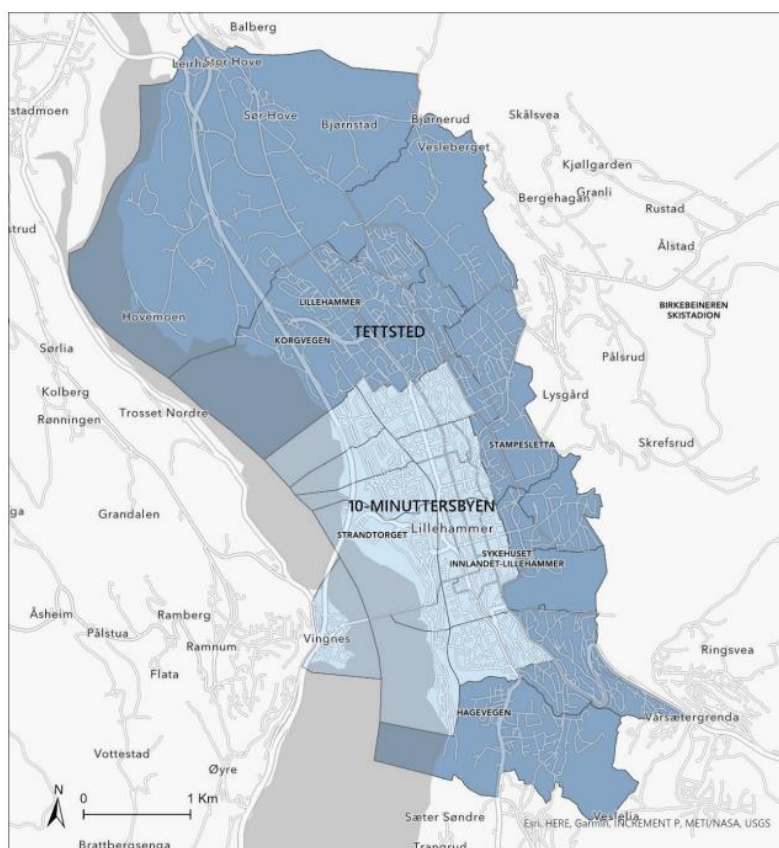 Balberg
Stor Hove
stadmoen
Sør-Hove
Bjørnstad
Bjørnerud
Skålsvea
Vesleberget
Kjøllgarden
Granli
Bergehagan
Rustad
strud
Ålstad
LILLEHAMMER
BIRKEBEINEREN
SKISTADION
Hovemoen
TETTSTED
KORGVEGEN
Sørlia
Pålsrud
Kolberg
Lysgård
Trosset Nordre
Rønningen
STAMPESLETTA
Skrefsrud
10-MINUTTERSBYEN
ga
Grandalen
Lillehammer
STRANDTORGET
SYKEHUSET
INNLANDET-LILLEHAMMER
Åsheim
Ramberg
Pålstua
Vingnes
Ramnum
Ringsvea
Flata
HAGEVEGEN
Vårsætergrenda
Vottestad
Øyre
N
0 1 Km
Sæter Søndre
Veslelia
Esri, HERE, Garmin, INCREMENT P, METI/NASA, USGS
Brattbergsenga
Trangrud